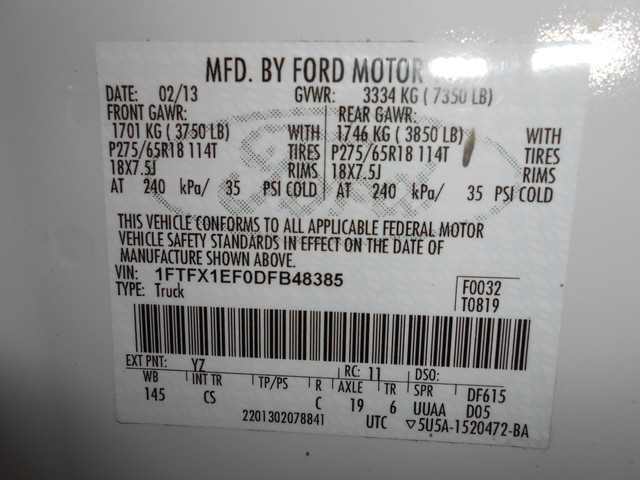 MFD. BY FORD MOTOR
DATE: 02/13 GVWR: 3334 KG ( 7350 LB)
FRONT GAWR: REAR GAWR:
1701 KG ( 3750 LB) WITH 1746 KG ( 3850 LB) WITH
P275/65R18 114T TIRES P275/65R18 114T TIRES
18X7.5J RIMS 18X7.5J RIMS
AT 240 kPa/ 35 PSI COLD AT 240 kPa/ 35 PSI COLD
THIS VEHICLE CONFORMS TO ALL APPLICABLE FEDERAL MOTOR
VEHICLE SAFETY STANDARDS IN EFFECT ON THE DATE OF
MANUFACTURE SHOWN ABOVE.
VIN: 1FTFX1EF0DFB48385 F0032
TYPE: Truck T0819
EXT PNT: YZ RC: 11 DSO:
WB INT TR TP/PS R AXLE TR SPR DF615
145 CS C 19 6 UUAA D05
2201302078841 UTC ▽5U5A-1520472-BA